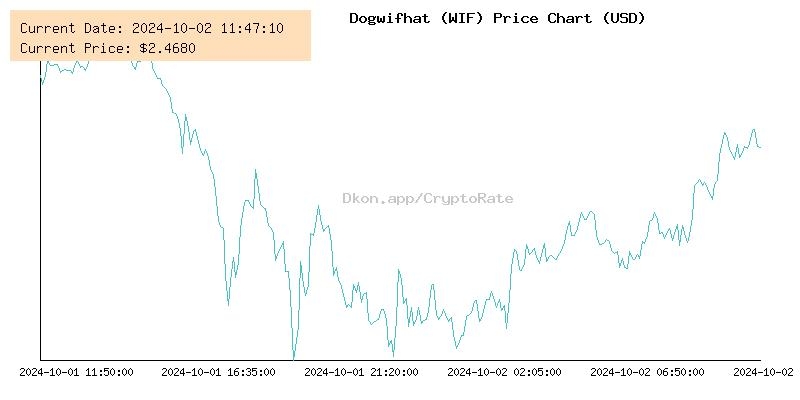 Dogwifhat (WIF) Price Chart (USD)
Current Date: 2024-10-02 11:47:10
Current Price: $2.4680
Dkon.app/CryptoRate
2024-10-01 11:50:00 2024-10-01 16:35:00 2024-10-01 21:20:00 2024-10-02 02:05:00 2024-10-02 06:50:00 2024-10-02